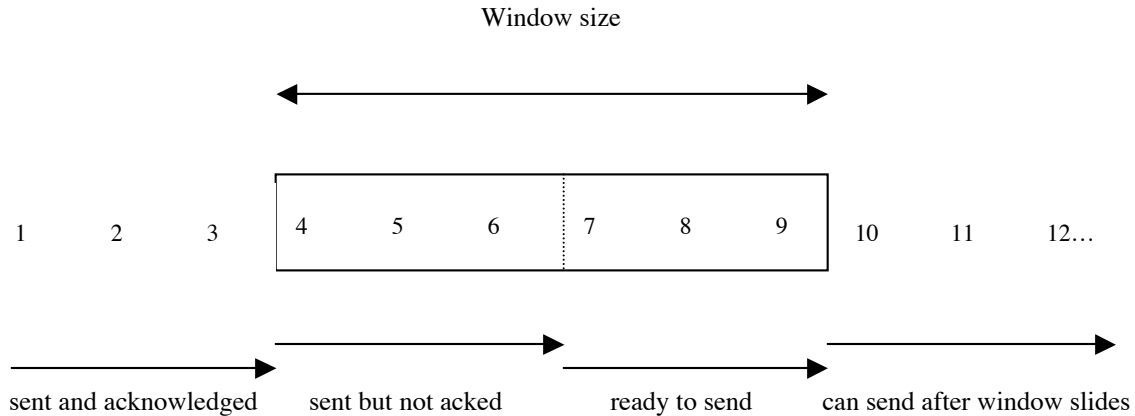 Window size
1 2 3 4 5 6 7 8 9 10 11 12…
sent and acknowledged sent but not acked ready to send can send after window slides